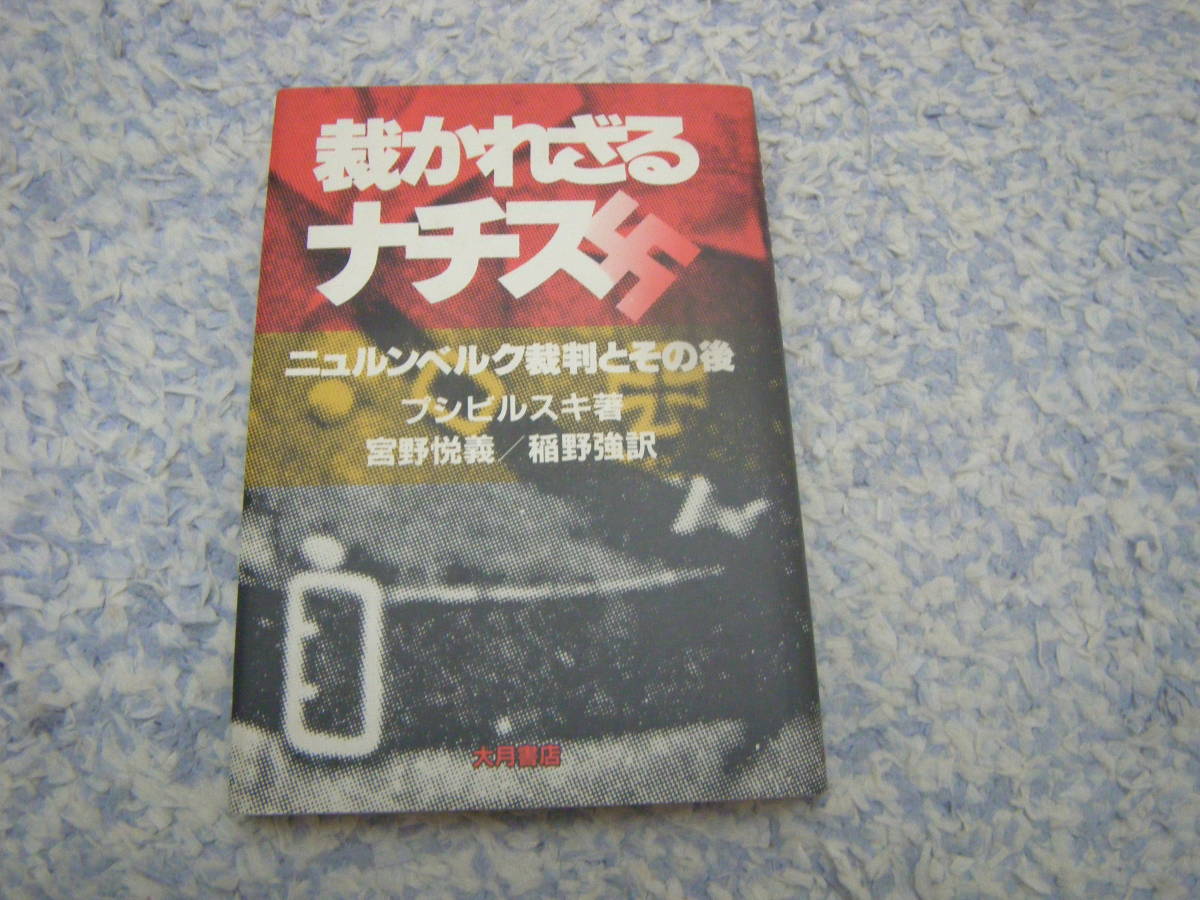 裁かれざる
ナチス
ニュルンベルク裁判とその後
プシビルスキ著
宮野悦義／稲野強訳
大月書店